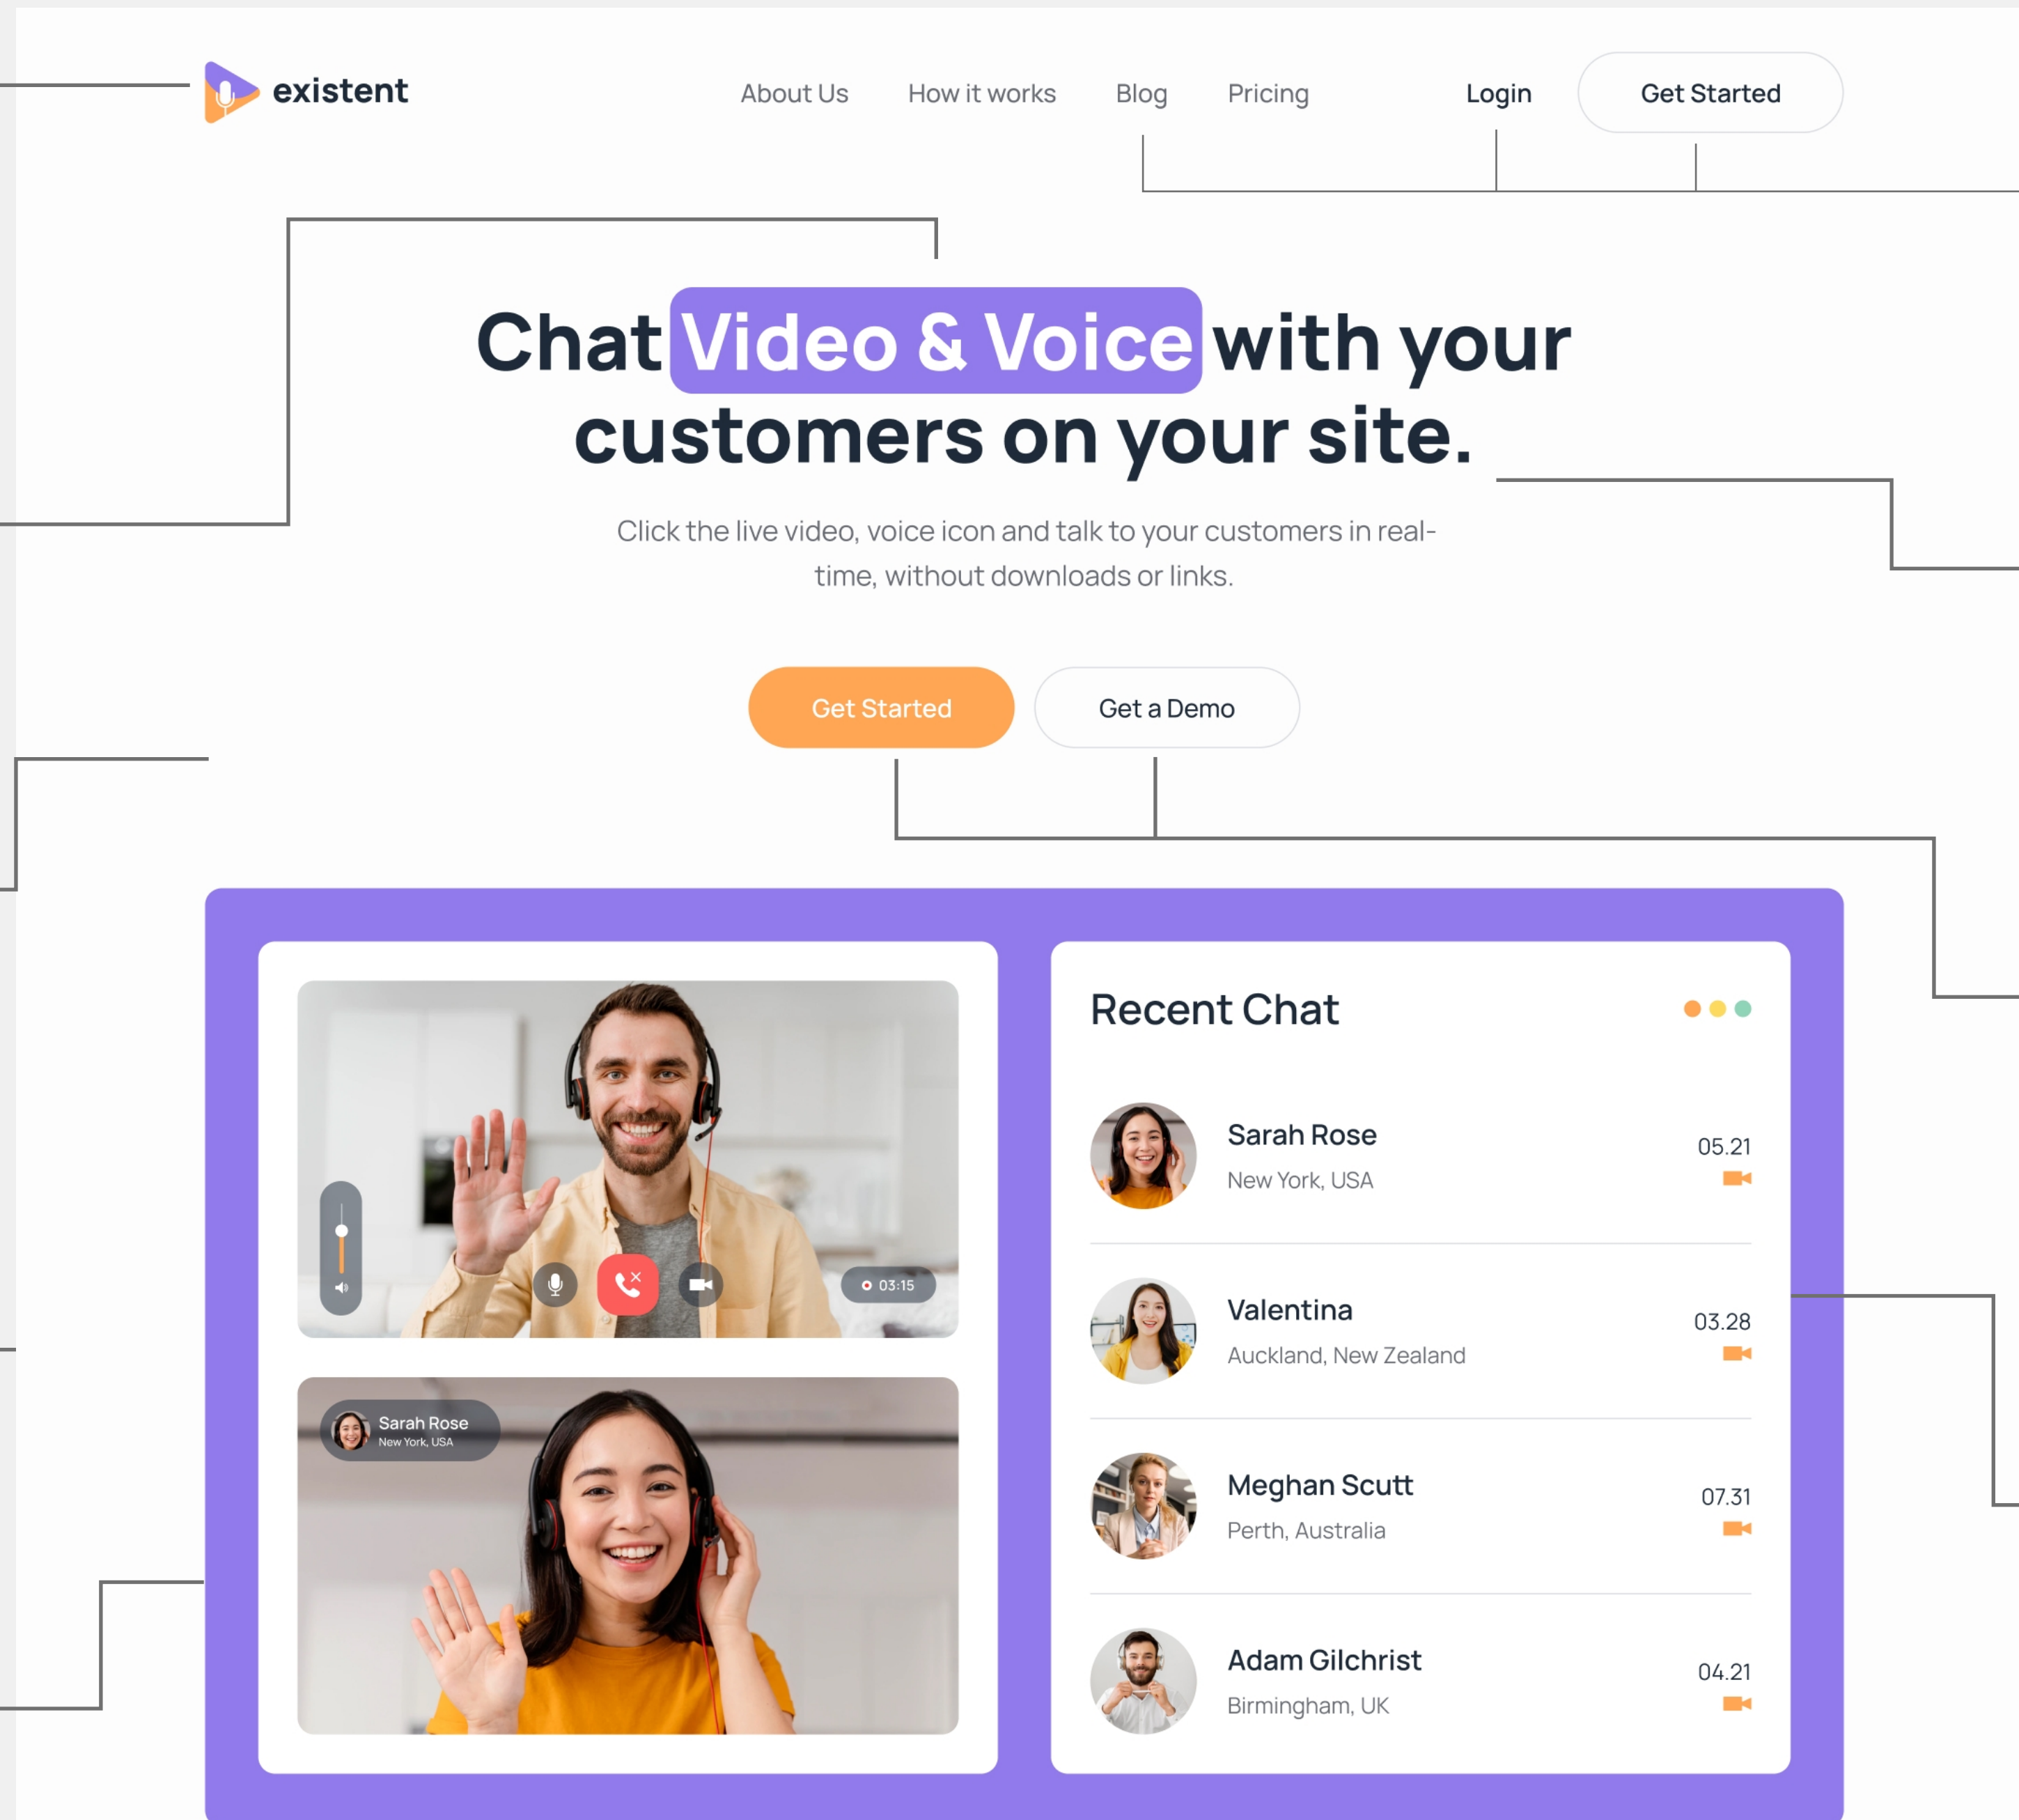 existent
About Us
How it works
Blog
Pricing
Login
Get Started
Chat Video & Voice with your
customers on your site.
Click the live video, voice icon and talk to your customers in real-
time, without downloads or links.
Get Started
Get a Demo
03:15
Sarah Rose
New York, USA
Recent Chat
Sarah Rose
New York, USA
05.21
Valentina
Auckland, New Zealand
03.28
Meghan Scutt
Perth, Australia
07.31
Adam Gilchrist
Birmingham, UK
04.21